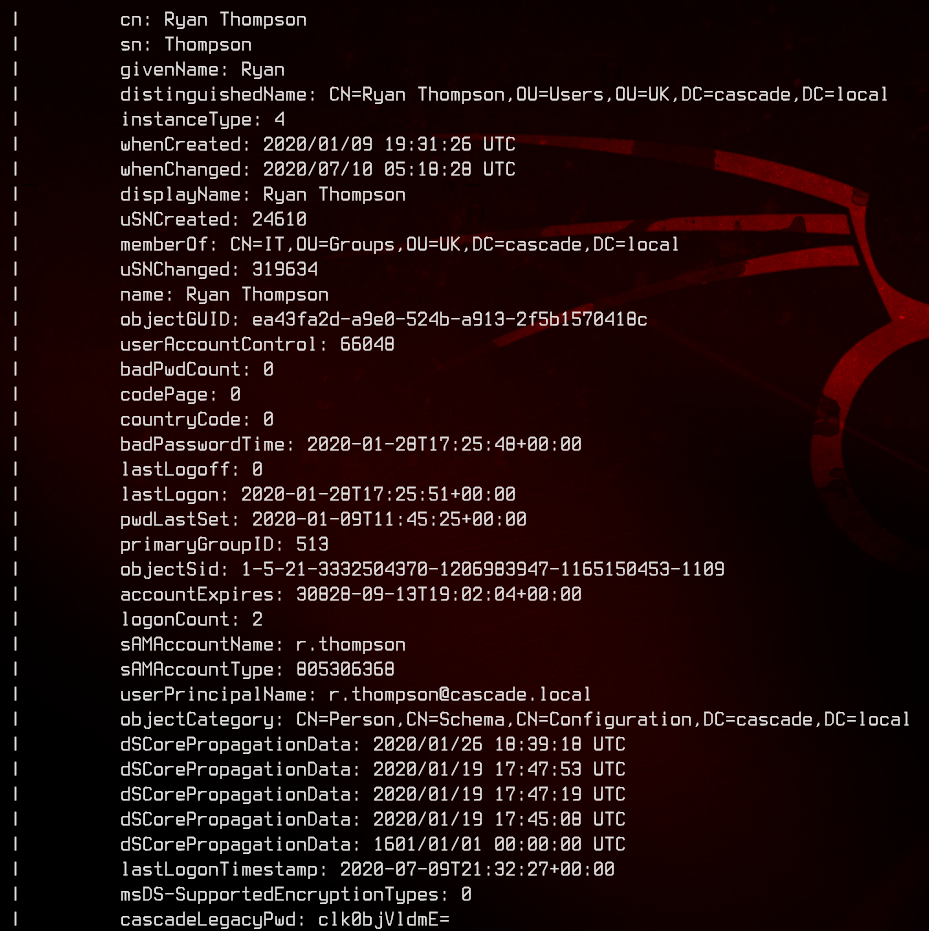 | cn: Ryan Thompson
| sn: Thompson
| givenName: Ryan
| distinguishedName: CN=Ryan Thompson,OU=Users,OU=UK,DC=cascade,DC=local
| instanceType: 4
| whenCreated: 2020/01/09 19:31:26 UTC
| whenChanged: 2020/07/10 05:18:28 UTC
| displayName: Ryan Thompson
| uSNCreated: 24610
| memberOf: CN=IT,OU=Groups,OU=UK,DC=cascade,DC=local
| uSNChanged: 319634
| name: Ryan Thompson
| objectGUID: ea43fa2d-a9e0-524b-a913-2f5b1570418c
| userAccountControl: 66048
| badPwdCount: 0
| codePage: 0
| countryCode: 0
| badPasswordTime: 2020-01-28T17:25:48+00:00
| lastLogoff: 0
| lastLogon: 2020-01-28T17:25:51+00:00
| pwdLastSet: 2020-01-09T11:45:25+00:00
| primaryGroupID: 513
| objectSid: 1-5-21-3332504370-1206983947-1165150453-1109
| accountExpires: 30828-09-13T19:02:04+00:00
| logonCount: 2
| sAMAccountName: r.thompson
| sAMAccountType: 805306368
| userPrincipalName: r.thompson@cascade.local
| objectCategory: CN=Person,CN=Schema,CN=Configuration,DC=cascade,DC=local
| dSCorePropagationData: 2020/01/26 18:39:18 UTC
| dSCorePropagationData: 2020/01/19 17:47:53 UTC
| dSCorePropagationData: 2020/01/19 17:47:19 UTC
| dSCorePropagationData: 2020/01/19 17:45:08 UTC
| dSCorePropagationData: 1601/01/01 00:00:00 UTC
| lastLogonTimestamp: 2020-07-09T21:32:27+00:00
| msDS-SupportedEncryptionTypes: 0
| cascadeLegacyPwd: clk0bjVldmE=